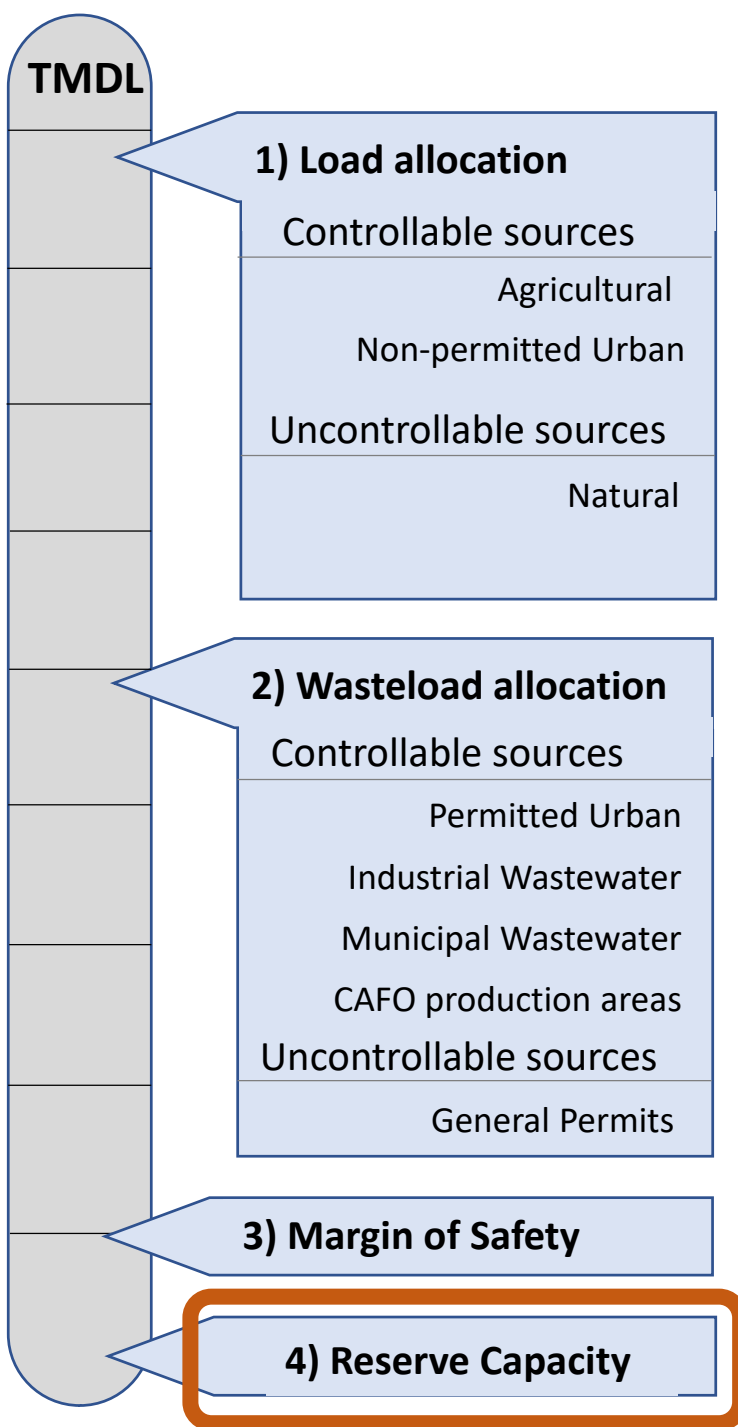 TMDL
1) Load allocation
Controllable sources
Agricultural
Non-permitted Urban
Uncontrollable sources
Natural
2) Wasteload allocation
Controllable sources
Permitted Urban
Industrial Wastewater
Municipal Wastewater
CAFO production areas
Uncontrollable sources
General Permits
3) Margin of Safety
4) Reserve Capacity